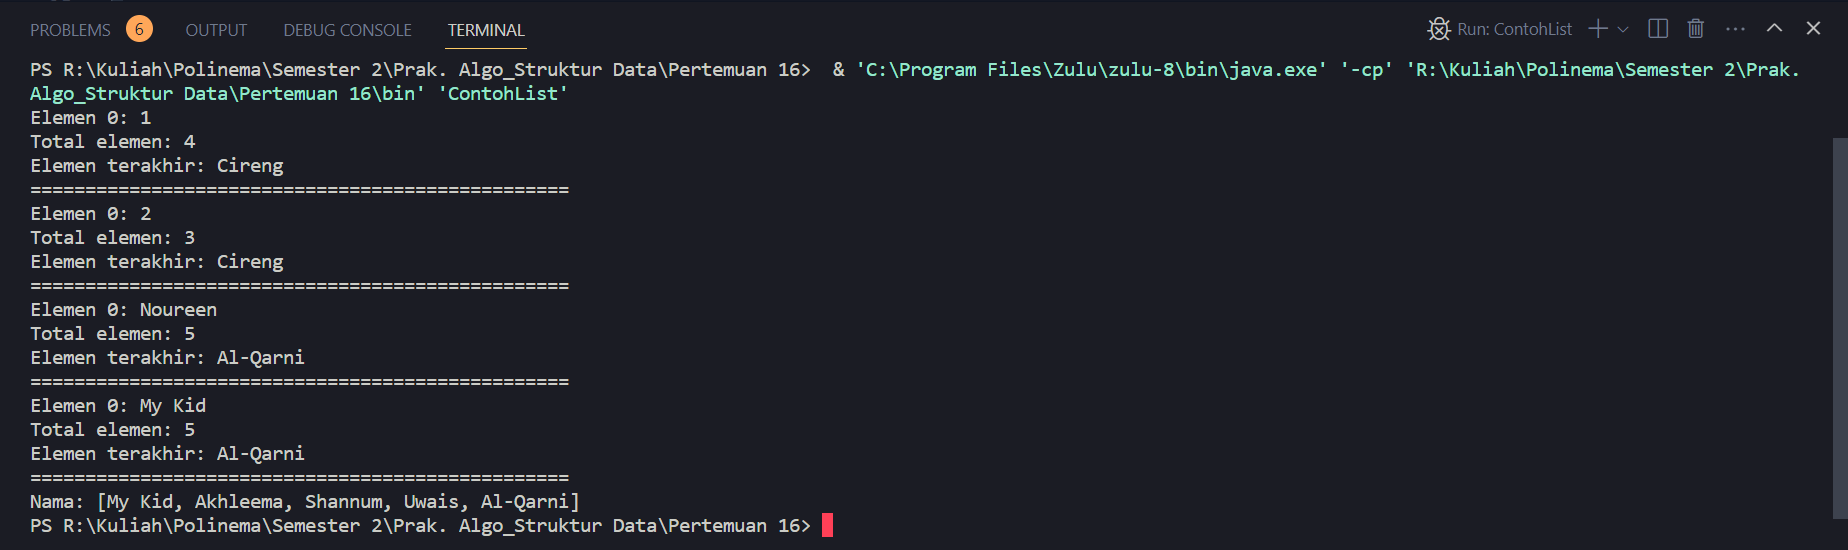 PROBLEMS 6 OUTPUT DEBUG CONSOLE TERMINAL Run: ContohList
PS R:\Kuliah\Polinema\Semester 2\Prak. Algo_Struktur Data\Pertemuan 16>  & 'C:\Program Files\Zulu\zulu-8\bin\java.exe' '-cp' 'R:\Kuliah\Polinema\Semester 2\Prak.
Algo_Struktur Data\Pertemuan 16\bin' 'ContohList'
Elemen 0: 1
Total elemen: 4
Elemen terakhir: Cireng
=================================================
Elemen 0: 2
Total elemen: 3
Elemen terakhir: Cireng
=================================================
Elemen 0: Noureen
Total elemen: 5
Elemen terakhir: Al-Qarni
=================================================
Elemen 0: My Kid
Total elemen: 5
Elemen terakhir: Al-Qarni
=================================================
Nama: [My Kid, Akhleema, Shannum, Uwais, Al-Qarni]
PS R:\Kuliah\Polinema\Semester 2\Prak. Algo_Struktur Data\Pertemuan 16>